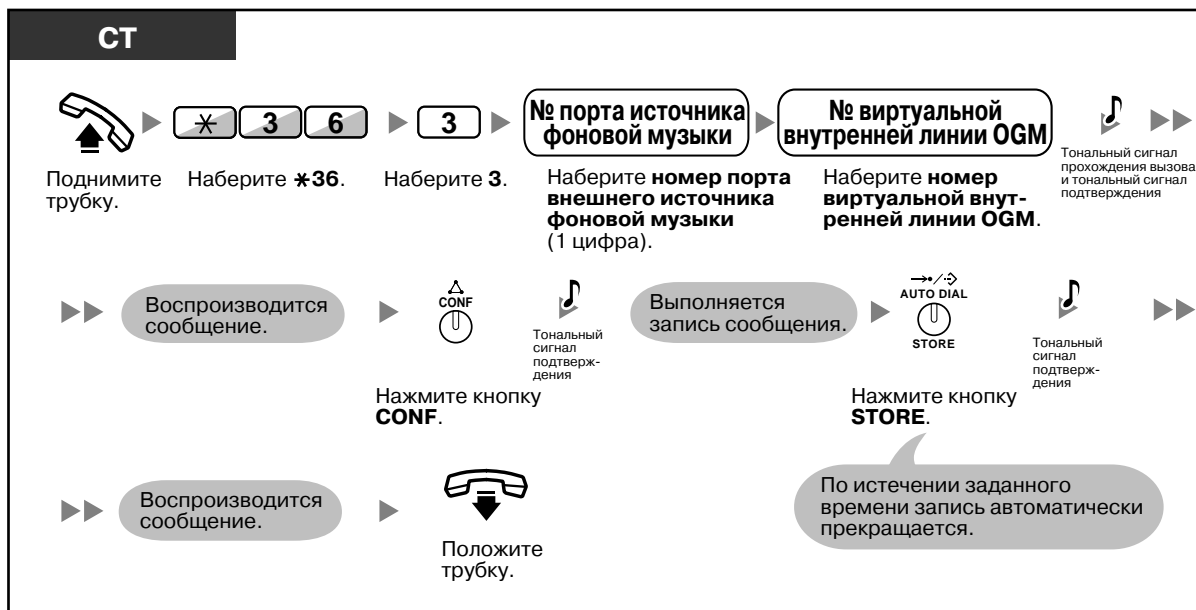 СТ
✳ 3 6
3
№ порта источника
фоновой музыки
№ виртуальной
внутренней линии OGM
Поднимите
трубку.
Наберите ✳36.
Наберите 3.
Наберите номер порта
внешнего источника
фоновой музыки
(1 цифра).
Наберите номер
виртуальной внут-
ренней линии OGM.
Тональный сигнал
прохождения вызова
и тональный сигнал
подтверждения
Воспроизводится
сообщение.
CONF
Нажмите кнопку
CONF.
Тональный
сигнал
подтверж-
дения
Выполняется
запись сообщения.
AUTO DIAL
STORE
Нажмите кнопку
STORE.
Тональный
сигнал
подтверж-
дения
По истечении заданного
времени запись автоматически
прекращается.
Воспроизводится
сообщение.
Положите
трубку.